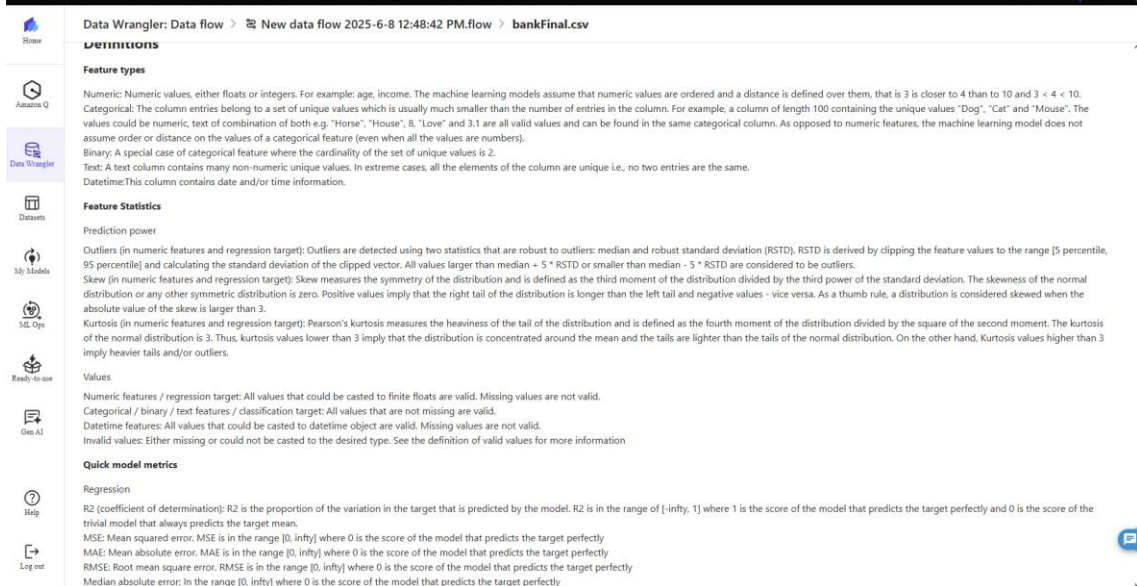 Data Wrangler: Data flow > New data flow 2025-6-8 12:48:42 PM.flow > bankFinal.csv
Home
Amazon Q
Data Wrangler
Datasets
My Models
ML Ops
Ready-to-use
Gen AI
Help
Log out
Definitions
Feature types
Numeric: Numeric values, either floats or integers. For example: age, income. The machine learning models assume that numeric values are ordered and a distance is defined over them, that is 3 is closer to 4 than to 10 and 3 < 4 < 10.
Categorical: The column entries belong to a set of unique values which is usually much smaller than the number of entries in the column. For example, a column of length 100 containing the unique values "Dog", "Cat" and "Mouse". The
values could be numeric, text of combination of both e.g. "Horse", "House", 8, "Love" and 3.1 are all valid values and can be found in the same categorical column. As opposed to numeric features, the machine learning model does not
assume order or distance on the values of a categorical feature (even when all the values are numbers).
Binary: A special case of categorical feature where the cardinality of the set of unique values is 2.
Text: A text column contains many non-numeric unique values. In extreme cases, all the elements of the column are unique i.e., no two entries are the same.
Datetime:This column contains date and/or time information.
Feature Statistics
Prediction power
Outliers (in numeric features and regression target): Outliers are detected using two statistics that are robust to outliers: median and robust standard deviation (RSTD). RSTD is derived by clipping the feature values to the range [5 percentile,
95 percentile] and calculating the standard deviation of the clipped vector. All values larger than median + 5 * RSTD or smaller than median - 5 * RSTD are considered to be outliers.
Skew (in numeric features and regression target): Skew measures the symmetry of the distribution and is defined as the third moment of the distribution divided by the third power of the standard deviation. The skewness of the normal
distribution or any other symmetric distribution is zero. Positive values imply that the right tail of the distribution is longer than the left tail and negative values - vice versa. As a thumb rule, a distribution is considered skewed when the
absolute value of the skew is larger than 3.
Kurtosis (in numeric features and regression target): Pearson's kurtosis measures the heaviness of the tail of the distribution and is defined as the fourth moment of the distribution divided by the square of the second moment. The kurtosis
of the normal distribution is 3. Thus, kurtosis values lower than 3 imply that the distribution is concentrated around the mean and the tails are lighter than the tails of the normal distribution. On the other hand, Kurtosis values higher than 3
imply heavier tails and/or outliers.
Values
Numeric features / regression target: All values that could be casted to finite floats are valid. Missing values are not valid.
Categorical / binary / text features / classification target: All values that are not missing are valid.
Datetime features: All values that could be casted to datetime object are valid. Missing values are not valid.
Invalid values: Either missing or could not be casted to the desired type. See the definition of valid values for more information
Quick model metrics
Regression
R2 (coefficient of determination): R2 is the proportion of the variation in the target that is predicted by the model. R2 is in the range of [-infty, 1] where 1 is the score of the model that predicts the target perfectly and 0 is the score of the
trivial model that always predicts the target mean.
MSE: Mean squared error. MSE is in the range [0, infty] where 0 is the score of the model that predicts the target perfectly
MAE: Mean absolute error. MAE is in the range [0, infty] where 0 is the score of the model that predicts the target perfectly
RMSE: Root mean square error. RMSE is in the range [0, infty] where 0 is the score of the model that predicts the target perfectly
Median absolute error: In the range [0, infty] where 0 is the score of the model that predicts the target perfectly